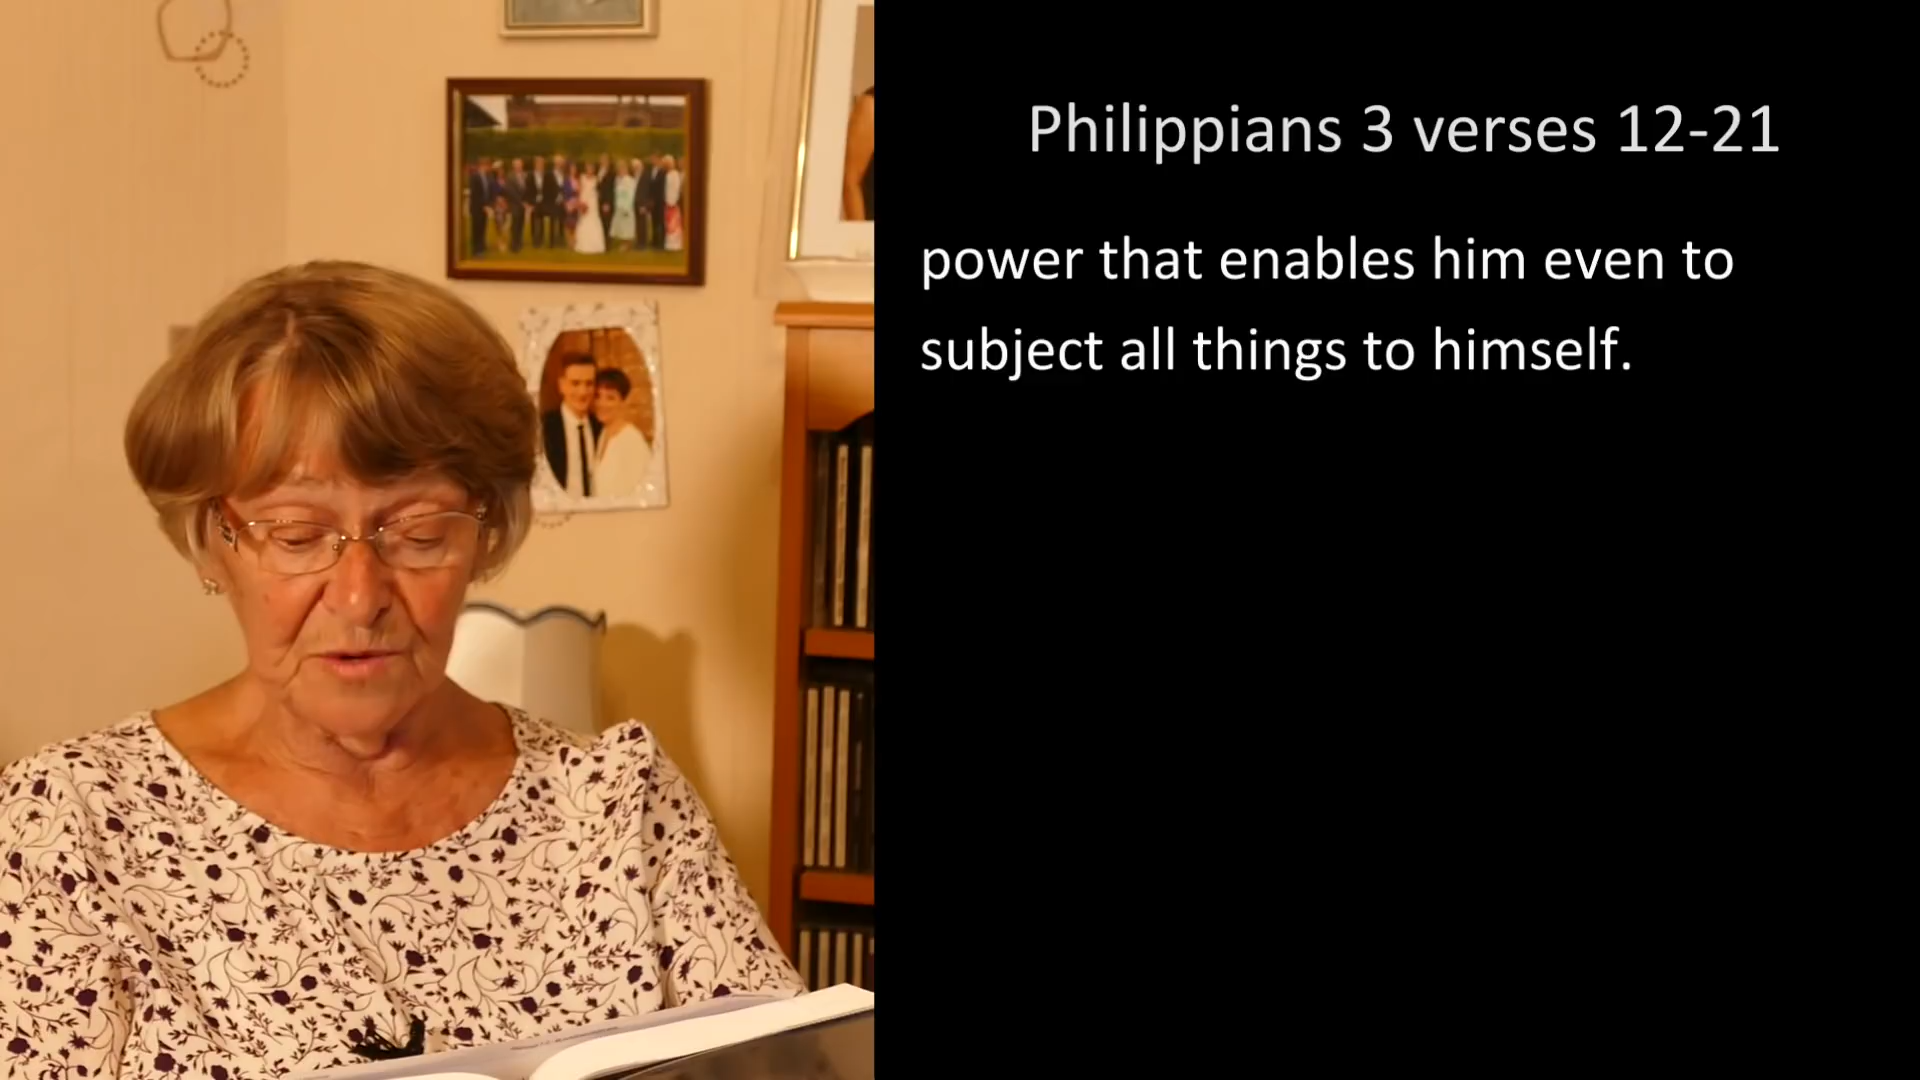 Philippians 3 verses 12-21
power that enables him even to
subject all things to himself.